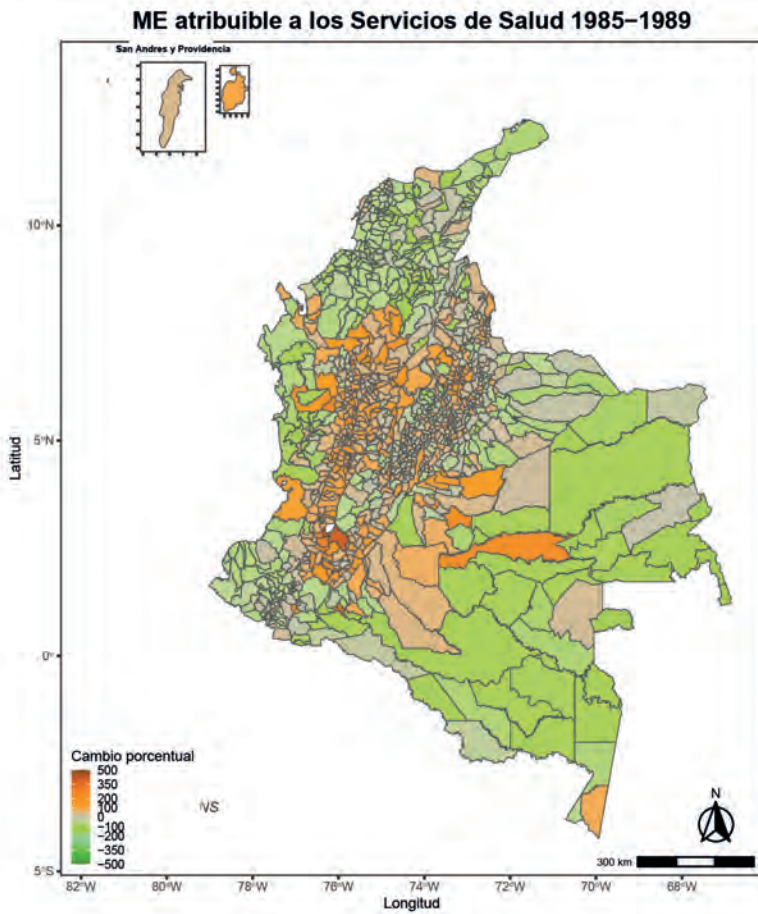 ME atribuible a los Servicios de Salud 1985−1989
San Andres y Providencia
10°N
5°N
0°
5°S
Latitud
Cambio porcentual
500
350
200
100
0
−100
−200
−350
−500
NS
N
300 km
82°W 80°W 78°W 76°W 74°W 72°W 70°W 68°W
Longitud